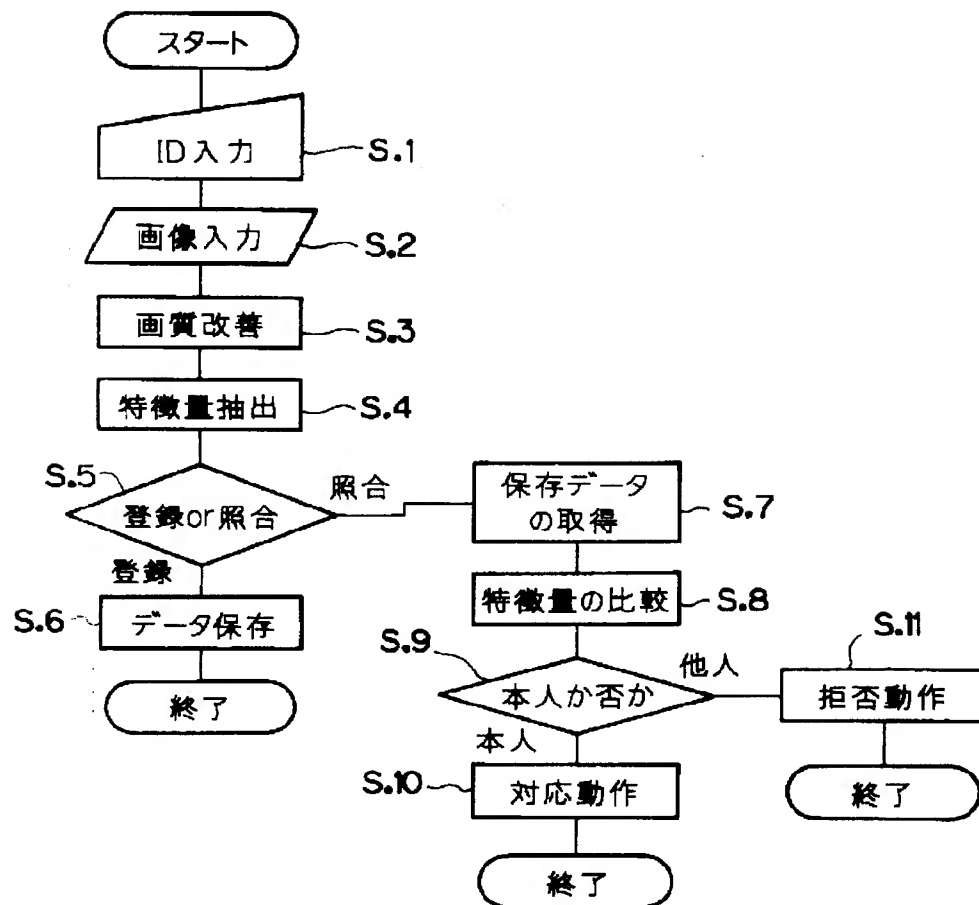 スタート
ID入力
S.1
画像入力
S.2
画質改善
S.3
特徴量抽出
S.4
S.5
登録or照合
照合
登録
S.6
データ保存
終了
保存データ
の取得
S.7
特徴量の比較
S.8
S.9
本人か否か
他人
本人
S.10
対応動作
終了
S.11
拒否動作
終了